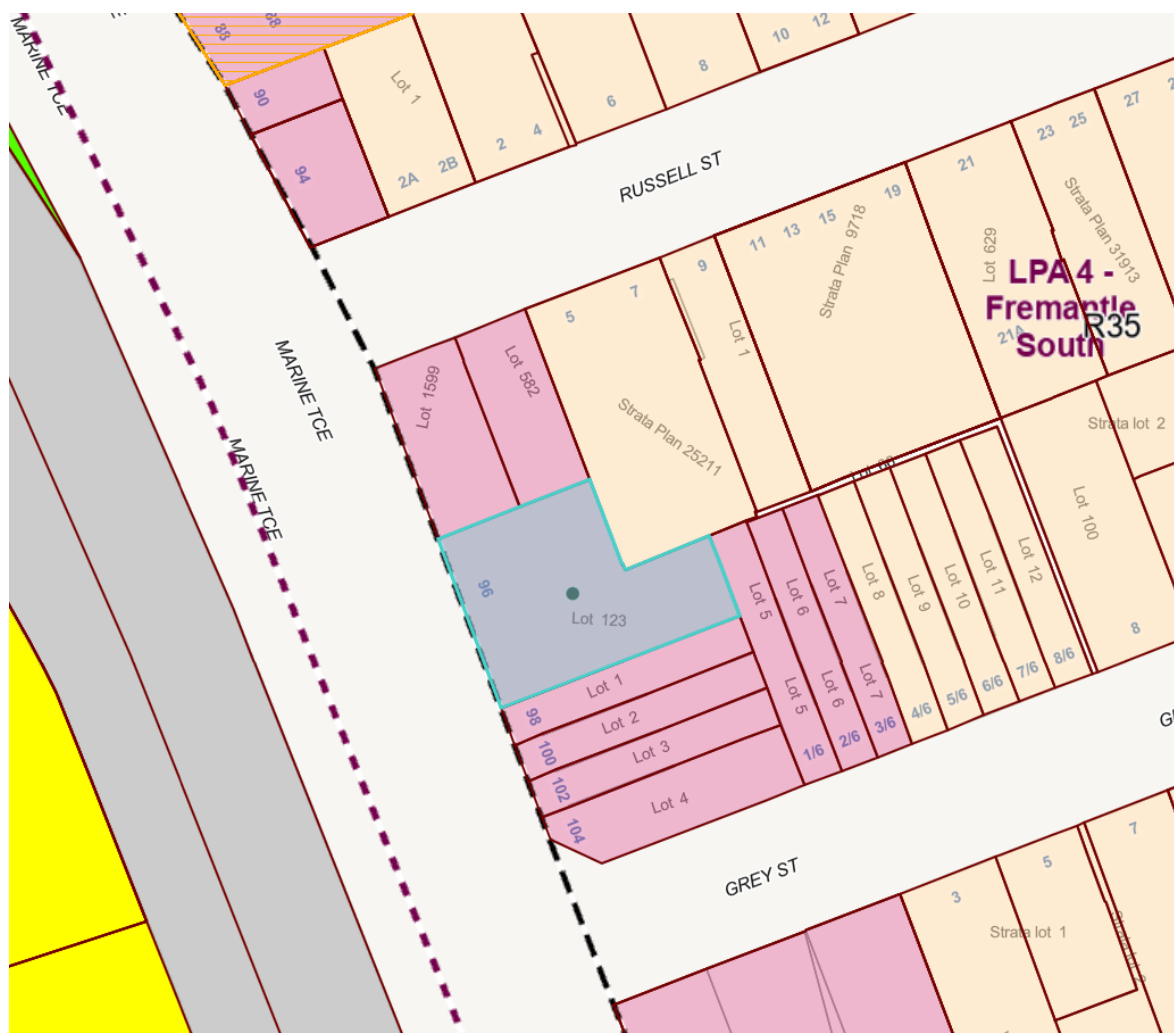 MARINE TCE
88
88
90
94
Lot 1
2A
2B
2
4
6
8
10
12
RUSSELL ST
MARINE TCE
MARINE TCE
Lot 1599
Lot 582
5
7
9
Strata Plan 25211
Lot 1
11
13
15
19
Strata Plan 9718
21
Lot 629
21A
23
25
27
Strata Plan 31913
LPA 4 -
Fremantle
South
R35
Strata lot 2
Lot 100
8
96
Lot 123
Lot 5
Lot 6
Lot 7
Lot 8
Lot 9
Lot 10
Lot 11
Lot 12
Lot 5
Lot 6
Lot 7
1/6
2/6
3/6
4/6
5/6
6/6
7/6
8/6
Lot 1
98
Lot 2
100
Lot 3
102
Lot 4
104
GREY ST
3
5
7
Strata lot 1
Strata lot 2